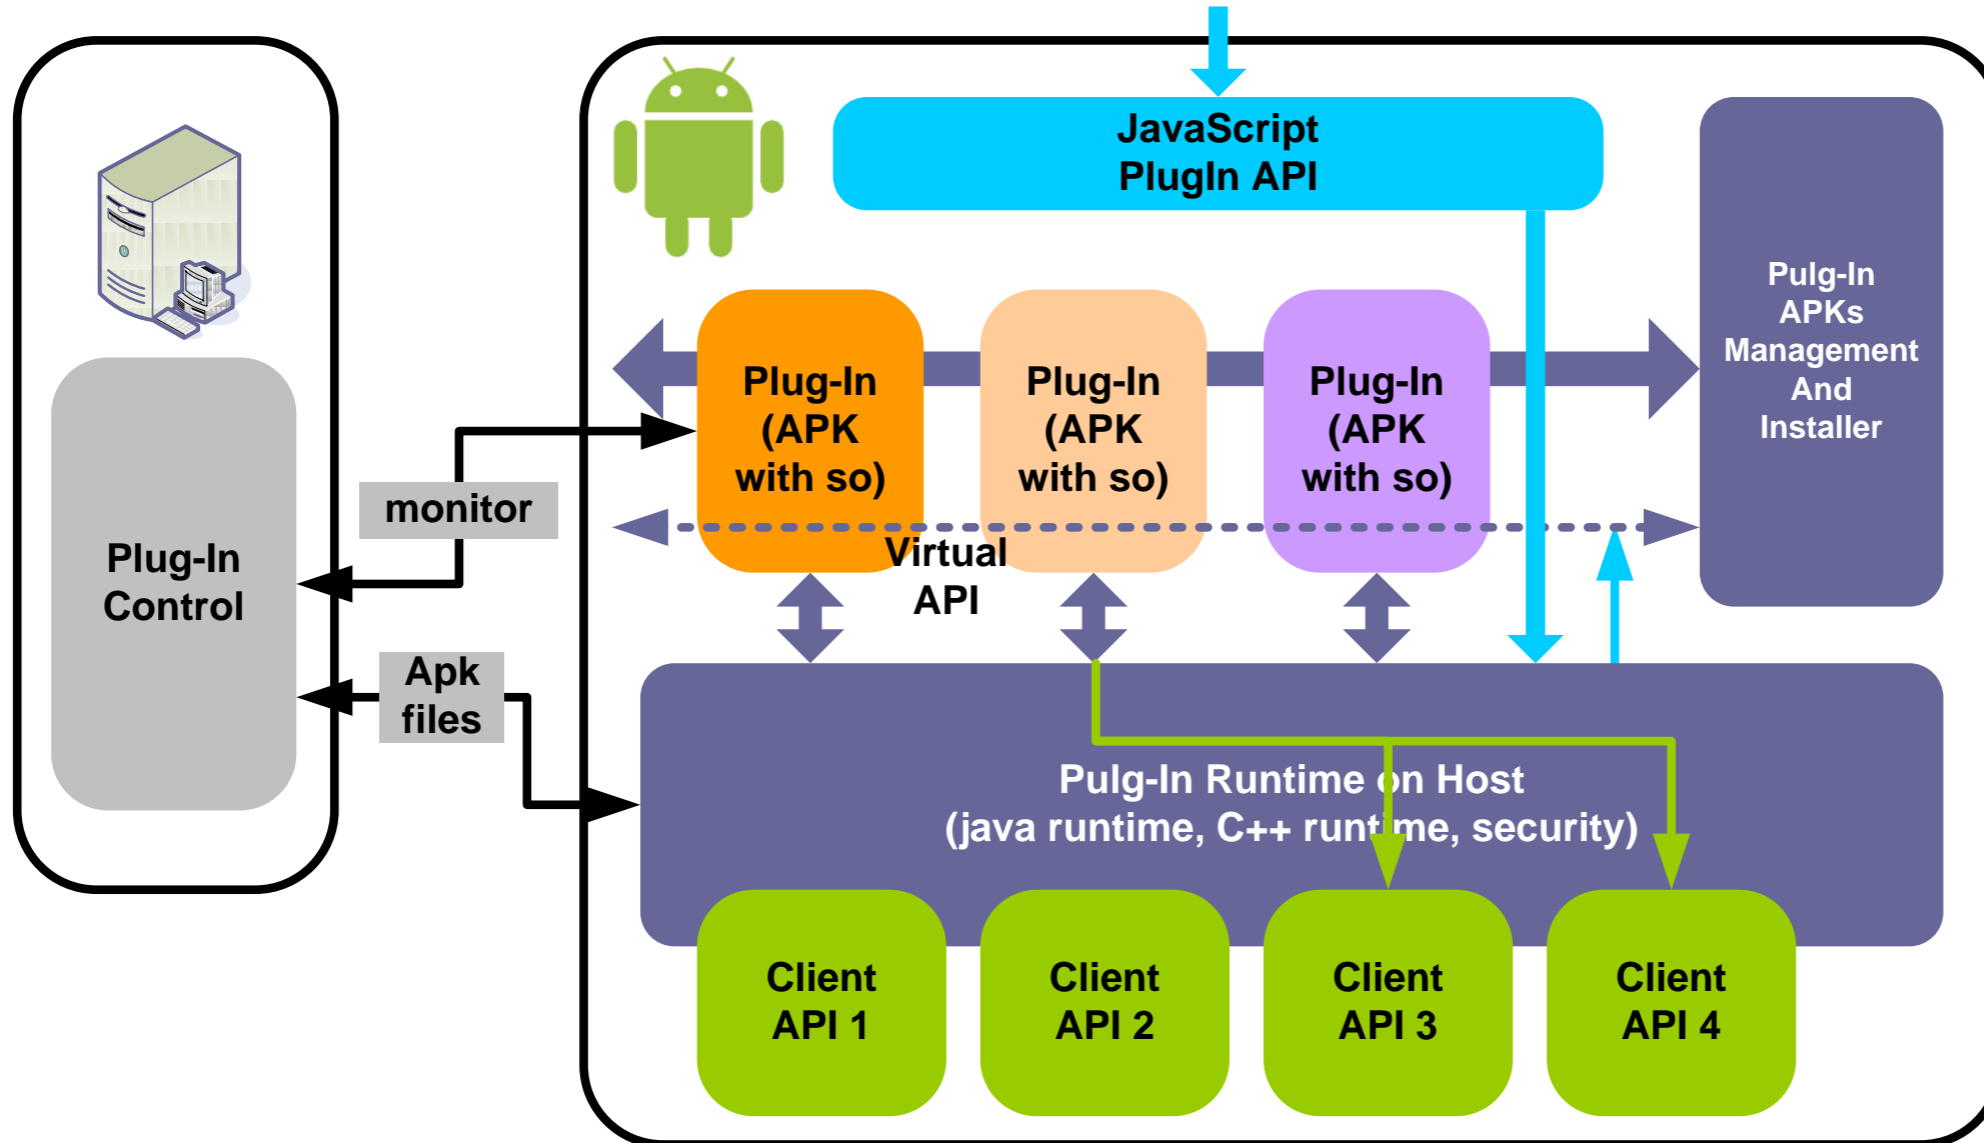 JavaScript
PlugIn API
Pulg-In
APKs
Management
And
Installer
Plug-In
(APK
with so)
Plug-In
(APK
with so)
Plug-In
(APK
with so)
monitor
Virtual
API
Plug-In
Control
Apk
files
Pulg-In Runtime on Host
(java runtime, C++ runtime, security)
Client
API 1
Client
API 2
Client
API 3
Client
API 4